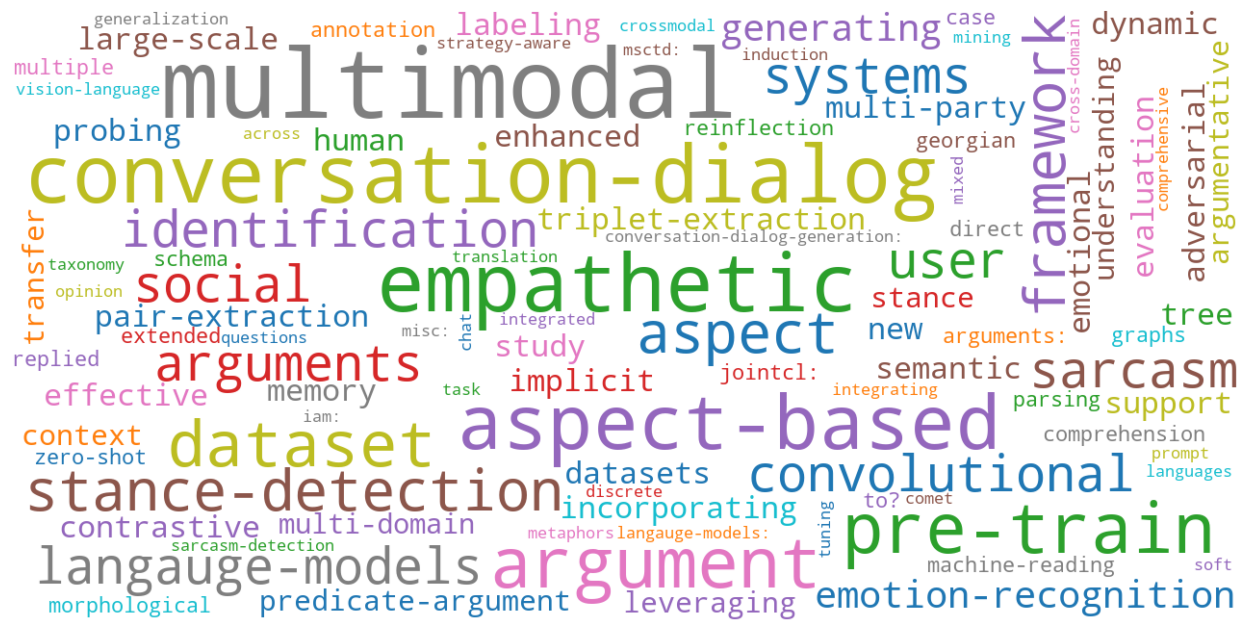 generalization
large-scale
annotation
strategy-aware
labeling
crossmodal
msctd:
generating
induction
case
mining
framework
cross-domain
dynamic
multiple
vision-language
multimodal
systems
multi-party
understanding
evaluation
comprehensive
adversarial
argumentative
probing
across
human
enhanced
reinflection
georgian
mixed
conversation-dialog
emotional
transfer
identification
triplet-extraction
conversation-dialog-generation:
direct
taxonomy
schema
opinion
social
translation
empathetic
user
stance
pair-extraction
extended
questions
misc:
chat
integrated
study
aspect
new
arguments:
tree
graphs
replied
arguments
effective
memory
iam:
task
implicit
jointcl:
semantic
integrating
sarcasm
parsing
support
context
zero-shot
dataset
aspect-based
comprehension
prompt
languages
stance-detection
datasets
discrete
incorporating
convolutional
to?
comet
contrastive
multi-domain
sarcasm-detection
metaphors
langauge-models:
tuning
pre-train
langauge-models
argument
machine-reading
soft
morphological
predicate-argument
leveraging
emotion-recognition